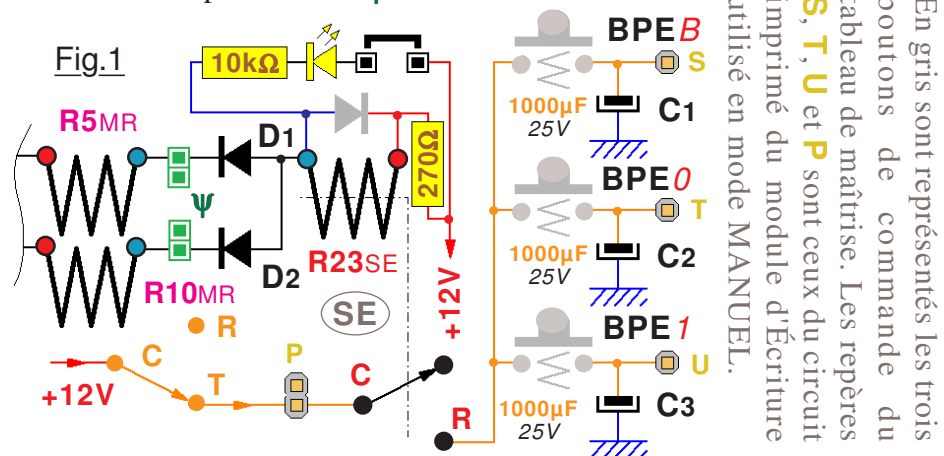 Fig.1
10kΩ
R5MR
D1
270Ω
ψ
D2
R10MR
R23SE
+12V
SE
R
P
C
+12V
T
C
R
BPEB
S
1000µF
25V
C1
BPE0
T
1000µF
25V
C2
BPE1
U
1000µF
25V
C3
En gris sont représentés les trois
boutons de commande du
tableau de maîtrise. Les repères
S, T, U et P sont ceux du circuit
imprimé du module d'Écriture
utilisé en mode MANUEL.